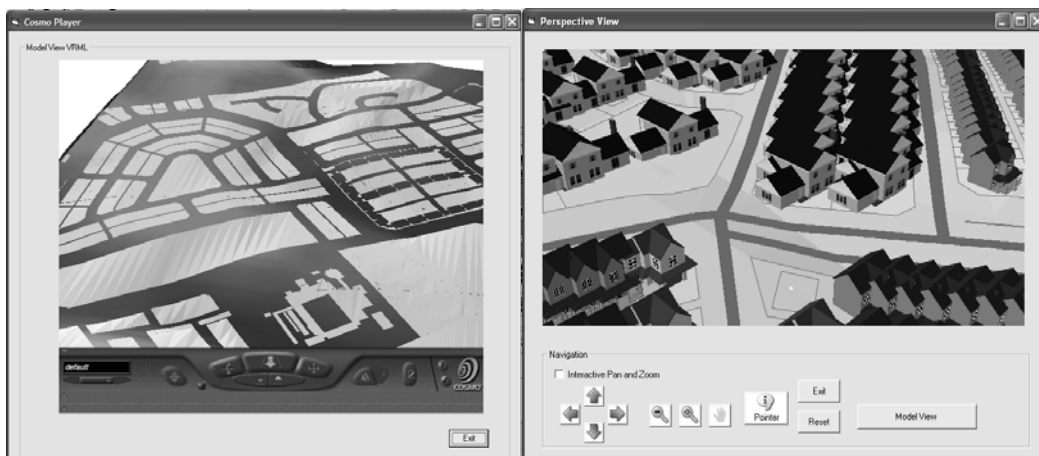 Cosmo Player
Model View VRML
default
COSMO
Exit
Perspective View
Navigation
Interactive Pan and Zoom
Pointer
Exit
Reset
Model View